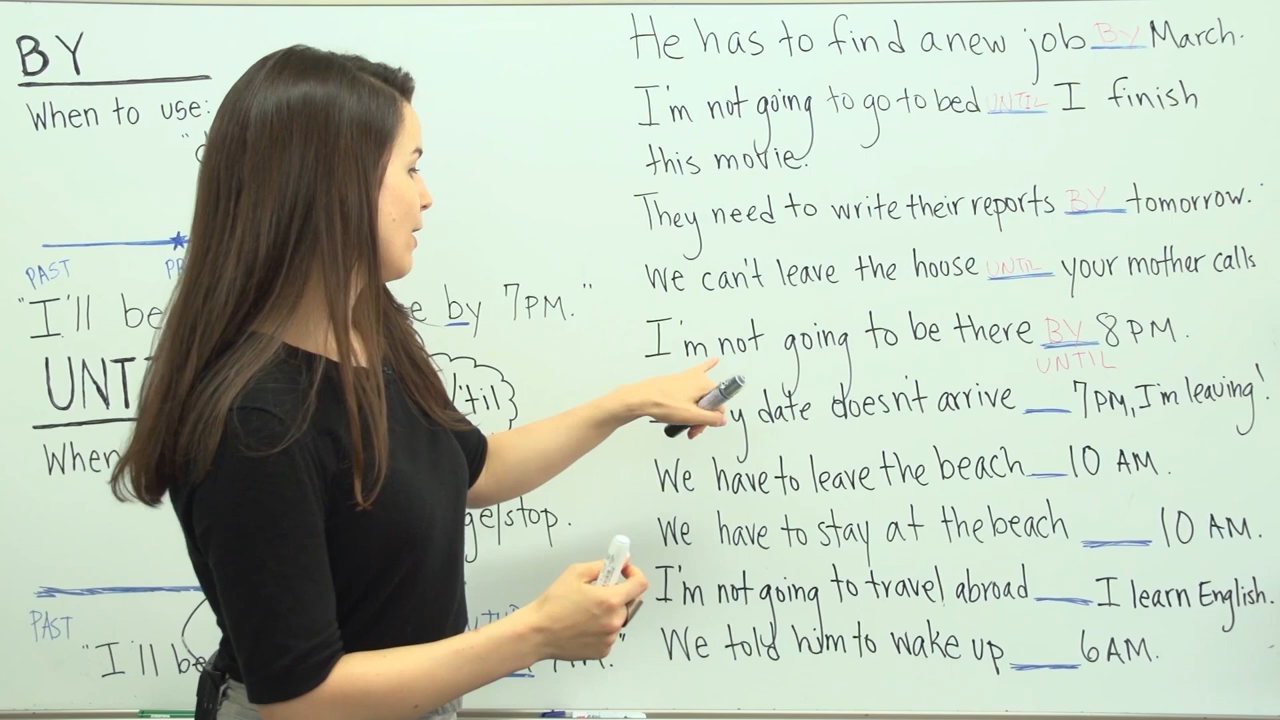 BY
When to use:
PAST
"I'll be by 7PM."
'til
When
ge/stop.
PAST
"I'll be
He has to find a new job BY March.
I'm not going to go to bed UNTIL I finish
this movie.
They need to write their reports BY tomorrow.
We can't leave the house UNTIL your mother calls
I'm not going to be there BY 8PM.
UNTIL
y date doesn't arrive ___ 7PM, I'm leaving!
We have to leave the beach ___ 10 AM.
We have to stay at the beach ___ 10 AM.
I'm not going to travel abroad ___ I learn English.
We told him to wake up ___ 6AM.